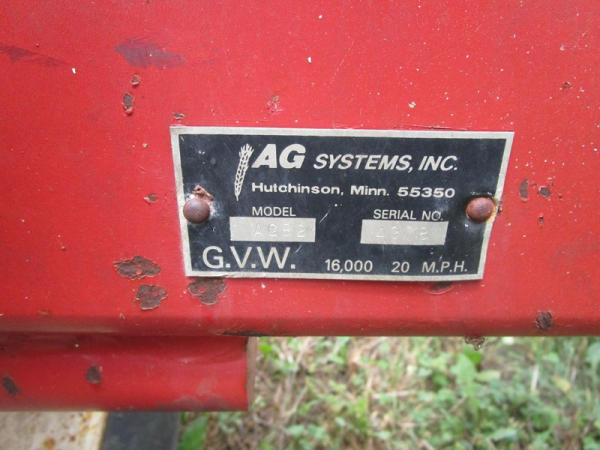 AG SYSTEMS, INC.
Hutchinson, Minn. 55350
MODEL SERIAL NO.
G.V.W. 16,000 20 M.P.H.